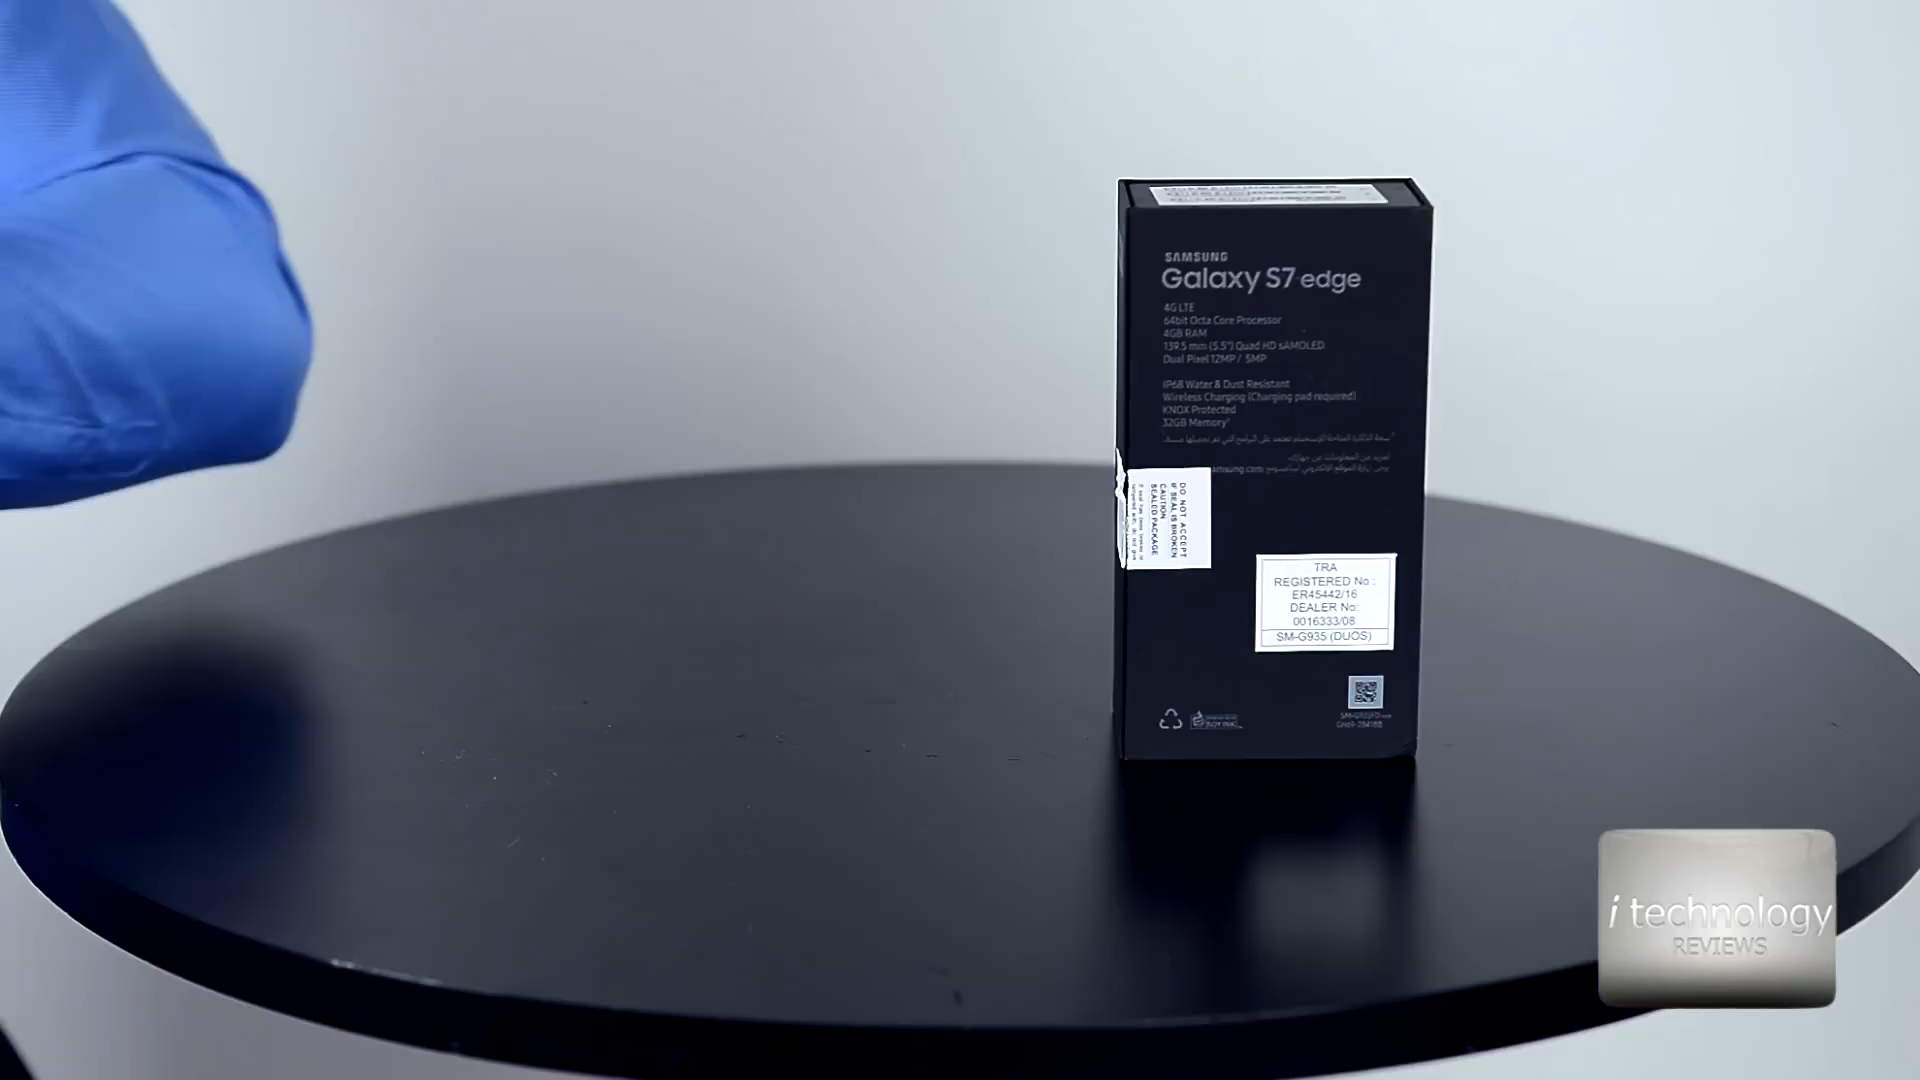 SAMSUNG
Galaxy S7 edge
4G LTE
64bit Octa Core Processor
4GB RAM
139.5 mm (5.5") Quad HD sAMOLED
Dual Pixel 12MP / 5MP
IP68 Water & Dust Resistant
Wireless Charging (Charging pad required)
KNOX Protected
32GB Memory¹
DO NOT ACCEPT
IF SEAL IS BROKEN
CAUTION
SEALED PACKAGE
TRA
REGISTERED No :
ER45442/16
DEALER No:
0016333/08
SM-G935 (DUOS)
SOY INK
i technology
REVIEWS